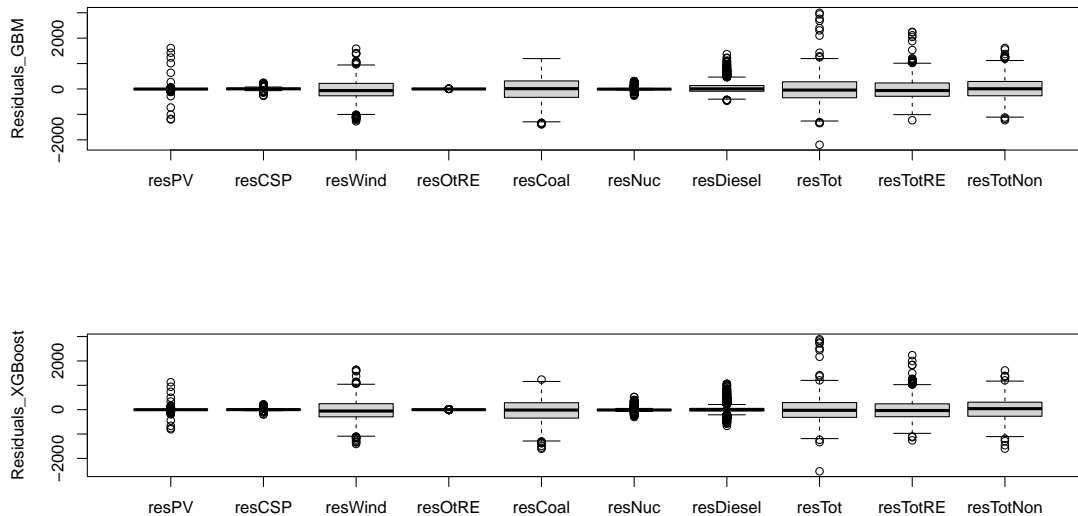 Residuals_GBM
2000
0
−2000
resPV resCSP resWind resOtRE resCoal resNuc resDiesel resTot resTotRE resTotNon
Residuals_XGBoost
2000
0
−2000
resPV resCSP resWind resOtRE resCoal resNuc resDiesel resTot resTotRE resTotNon